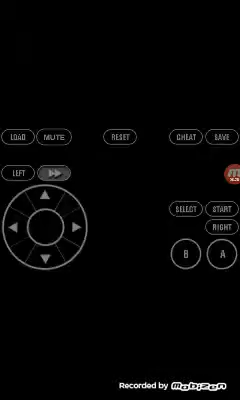 LOAD MUTE RESET CHEAT SAVE
LEFT
SELECT START
RIGHT
B A
Recorded by Mobizen